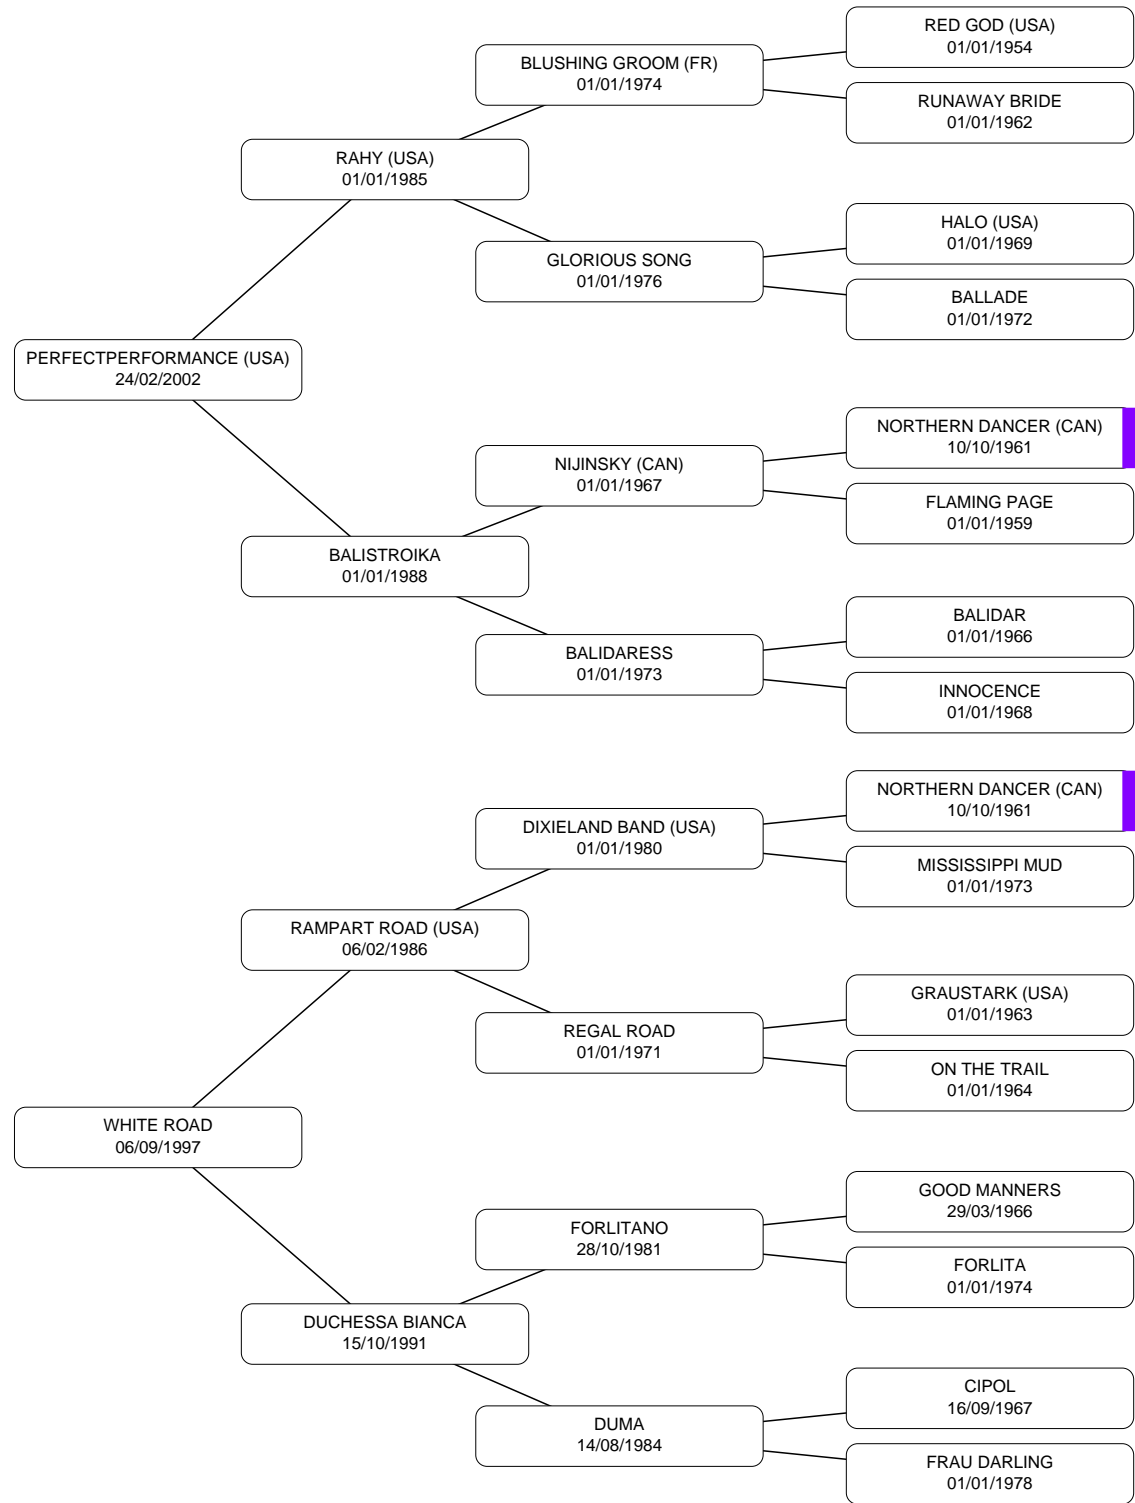 RED GOD (USA)
01/01/1954
BLUSHING GROOM (FR)
01/01/1974
RUNAWAY BRIDE
01/01/1962
RAHY (USA)
01/01/1985
HALO (USA)
01/01/1969
GLORIOUS SONG
01/01/1976
BALLADE
01/01/1972
PERFECTPERFORMANCE (USA)
24/02/2002
NORTHERN DANCER (CAN)
10/10/1961
NIJINSKY (CAN)
01/01/1967
FLAMING PAGE
01/01/1959
BALISTROIKA
01/01/1988
BALIDAR
01/01/1966
BALIDARESS
01/01/1973
INNOCENCE
01/01/1968
NORTHERN DANCER (CAN)
10/10/1961
DIXIELAND BAND (USA)
01/01/1980
MISSISSIPPI MUD
01/01/1973
RAMPART ROAD (USA)
06/02/1986
GRAUSTARK (USA)
01/01/1963
REGAL ROAD
01/01/1971
ON THE TRAIL
01/01/1964
WHITE ROAD
06/09/1997
GOOD MANNERS
29/03/1966
FORLITANO
28/10/1981
FORLITA
01/01/1974
DUCHESSA BIANCA
15/10/1991
CIPOL
16/09/1967
DUMA
14/08/1984
FRAU DARLING
01/01/1978